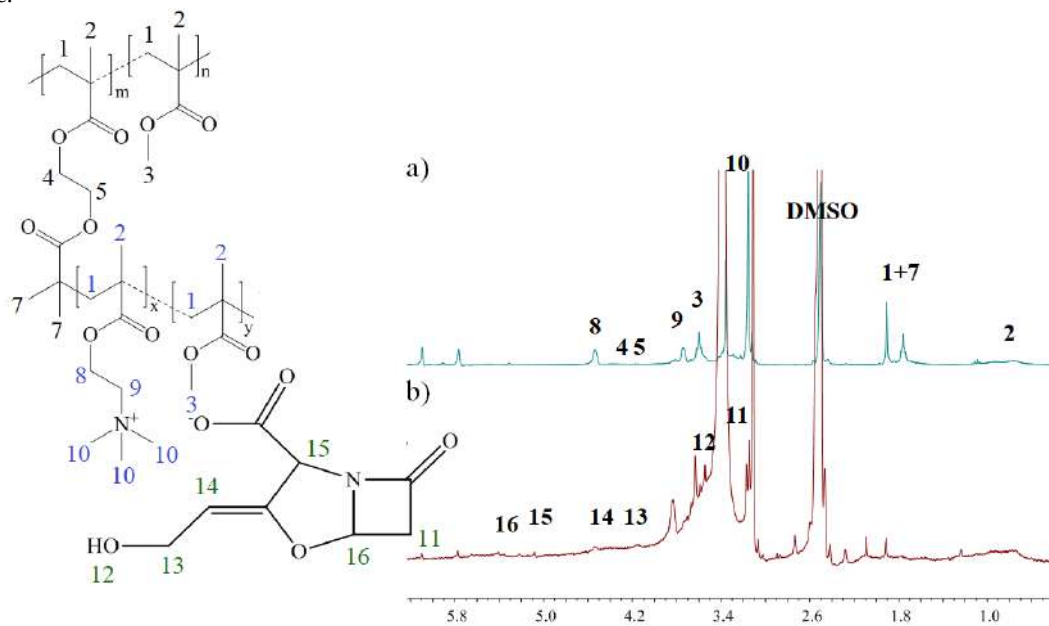 c.
1 2 1 2
m n
O O O O
4 3
5
O O
2 2
1 1
7 x y
7 O O O O
8 9 3
N+
10 10
10
O -O
15 N O
14
HO O
12 13 16 11
a)
10
DMSO
1+7
3
8 9
4 5 2
b)
11
12
16 15 14 13
5.8 5.0 4.2 3.4 2.6 1.8 1.0